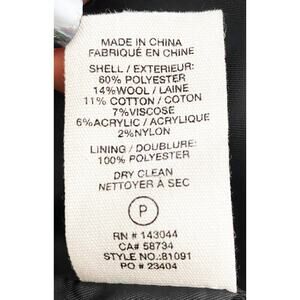 MADE IN CHINA
FABRIQUÉ EN CHINE
SHELL / EXTERIEUR:
60% POLYESTER
14% WOOL / LAINE
11% COTTON / COTON
7% VISCOSE
6% ACRYLIC / ACRYLIQUE
2% NYLON
LINING / DOUBLURE:
100% POLYESTER
DRY CLEAN
NETTOYER À SEC
P
RN # 143044
CA# 58734
STYLE NO.:81091
PO # 23404